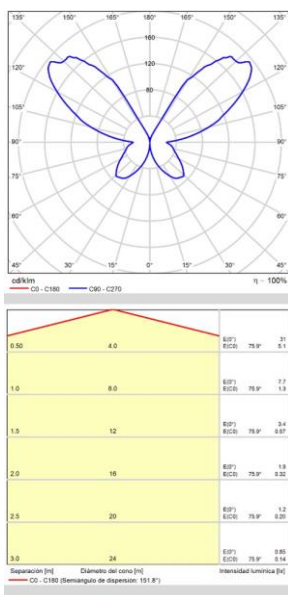 135° 150° 165° 180° 165° 150° 135°
160
120° 120°
80
105° 105°
90° 90°
75° 75°
60° 60°
45° 30° 15° 0° 15° 30° 45°
cd/klm η = 100%
C0 - C180 C90 - C270
0.50 4.0 E(0°) 31
E(C0) 75.9° 5.1
1.0 8.0 E(0°) 7.7
E(C0) 75.9° 1.3
1.5 12 E(0°) 3.4
E(C0) 75.9° 0.57
2.0 16 E(0°) 1.9
E(C0) 75.9° 0.32
2.5 20 E(0°) 1.2
E(C0) 75.9° 0.20
3.0 24 E(0°) 0.85
E(C0) 75.9° 0.14
Separación [m] Diámetro del cono [m] Intensidad lumínica [lx]
C0 - C180 (Semiangulo de dispersión: 151.8°)